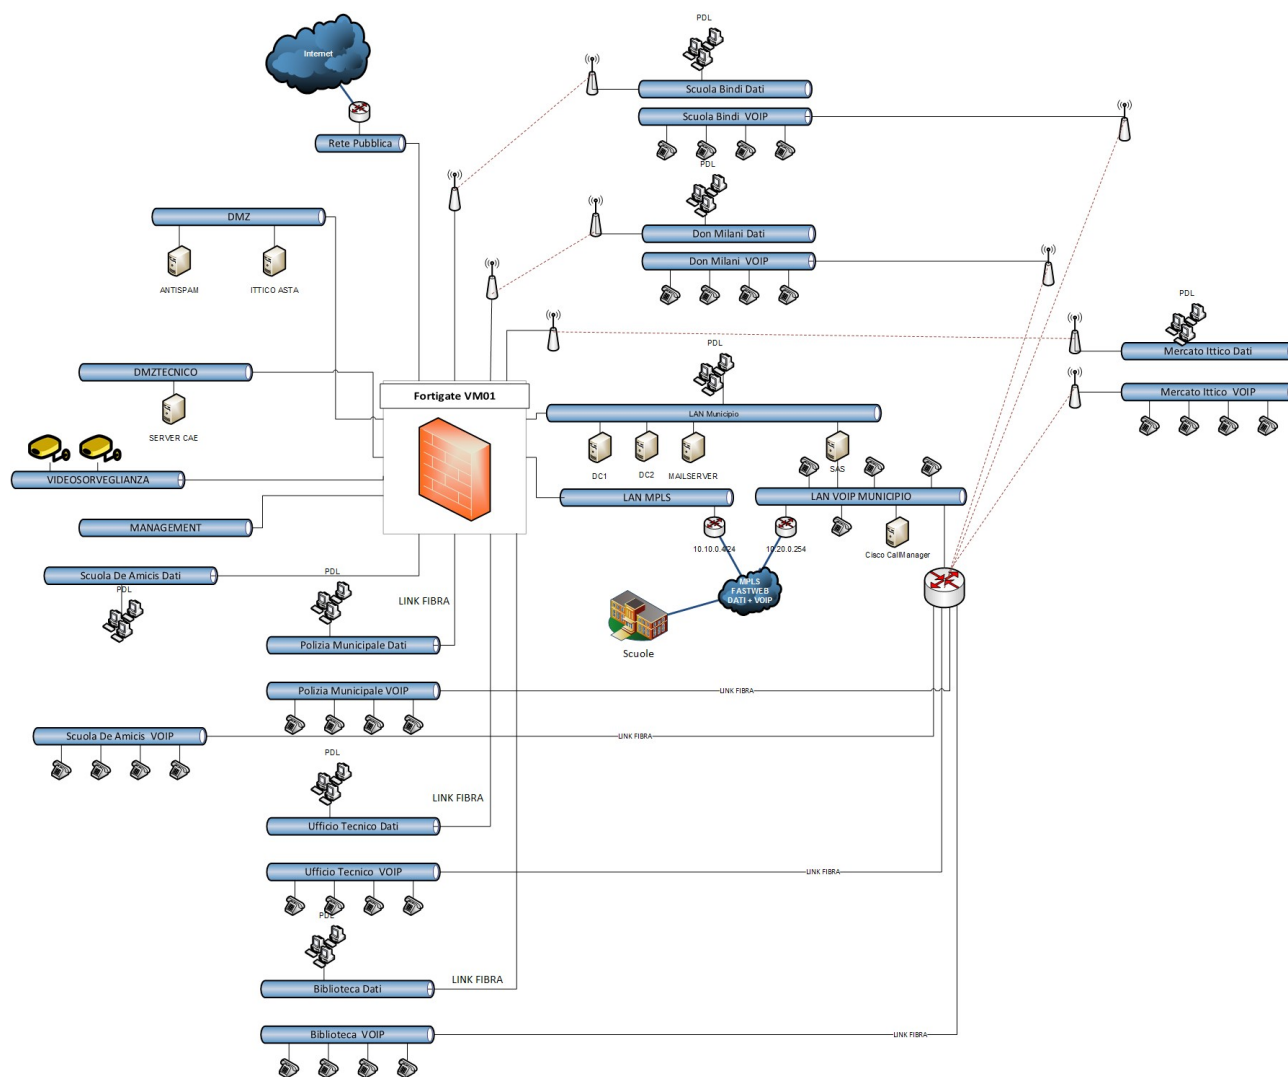 Internet
Rete Pubblica
PDL
Scuola Bindi Dati
Scuola Bindi  VOIP
PDL
Don Milani Dati
Don Milani  VOIP
DMZ
ANTISPAM
ITTICO ASTA
PDL
Mercato Ittico Dati
Mercato Ittico  VOIP
DMZTECNICO
SERVER CAE
VIDEOSORVEGLIANZA
MANAGEMENT
Fortigate VM01
PDL
LAN Municipio
DC1
DC2
MAILSERVER
SAS
LAN MPLS
LAN VOIP MUNICIPIO
10.10.0.4/24
10.20.0.254
Cisco CallManager
MPLS
FASTWEB
DATI + VOIP
Scuole
Scuola De Amicis Dati
PDL
PDL
LINK FIBRA
Polizia Municipale Dati
Polizia Municipale VOIP
LINK FIBRA
Scuola De Amicis  VOIP
LINK FIBRA
PDL
LINK FIBRA
Ufficio Tecnico Dati
Ufficio Tecnico  VOIP
LINK FIBRA
PDL
LINK FIBRA
Biblioteca Dati
Biblioteca  VOIP
LINK FIBRA